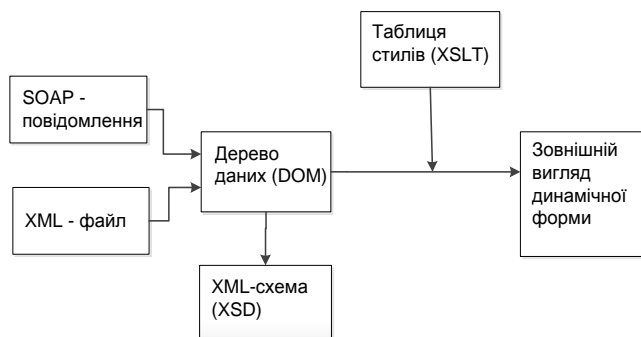 Таблиця
стилів (XSLT)
SOAP -
повідомлення
Дерево
даних (DOM)
Зовнішній
вигляд
динамічної
форми
XML - файл
XML-схема
(XSD)